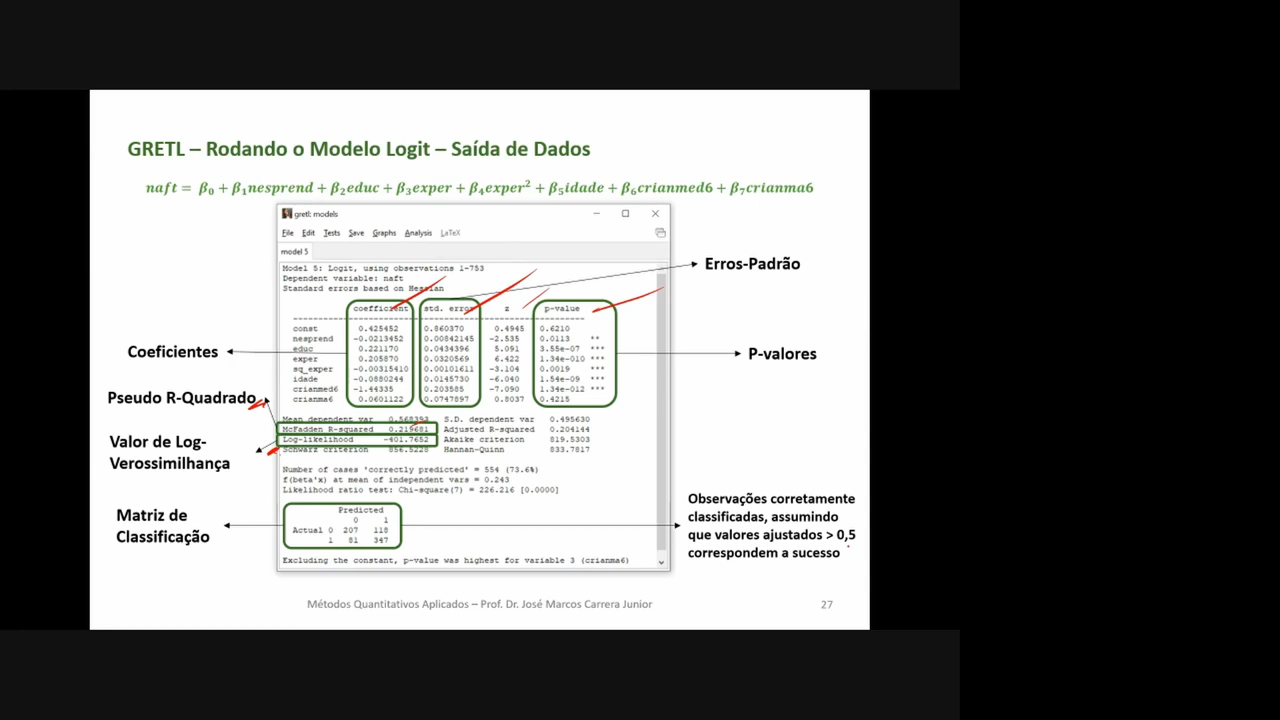 GRETL – Rodando o Modelo Logit – Saída de Dados
naft = β₀ + β₁nesprend + β₂educ + β₃exper + β₄exper² + β₅idade + β₆crianmed6 + β₇crianma6
gretl: models
File Edit Tests Save Graphs Analysis LaTeX
model 5
Model 5: Logit, using observations 1-753
Dependent variable: naft
Standard errors based on Hessian
coefficient std. error z p-value
const 0.425452 0.860370 0.4945 0.6210
nesprend -0.0213452 0.00842145 -2.535 0.0113 **
educ 0.221170 0.0434396 5.091 3.55e-07 ***
exper 0.205870 0.0320569 6.422 1.34e-010 ***
sq_exper -0.00315410 0.00101611 -3.104 0.0019 ***
idade -0.0880244 0.0145730 -6.040 1.54e-09 ***
crianmed6 -1.44335 0.203585 -7.090 1.34e-012 ***
crianma6 0.0601122 0.0747897 0.8037 0.4215
Mean dependent var 0.568393 S.D. dependent var 0.495630
McFadden R-squared 0.219681 Adjusted R-squared 0.204144
Log-likelihood -401.7652 Akaike criterion 819.5303
Schwarz criterion 856.5228 Hannan-Quinn 833.7817
Number of cases 'correctly predicted' = 554 (73.6%)
f(beta'x) at mean of independent vars = 0.243
Likelihood ratio test: Chi-square(7) = 226.216 [0.0000]
Predicted
0 1
Actual 0 207 118
1 81 347
Excluding the constant, p-value was highest for variable 3 (crianma6)
Erros-Padrão
Coeficientes
P-valores
Pseudo R-Quadrado
Valor de Log-
Verossimilhança
Matriz de
Classificação
Observações corretamente
classificadas, assumindo
que valores ajustados > 0,5
correspondem a sucesso
Métodos Quantitativos Aplicados – Prof. Dr. José Marcos Carrera Junior
27